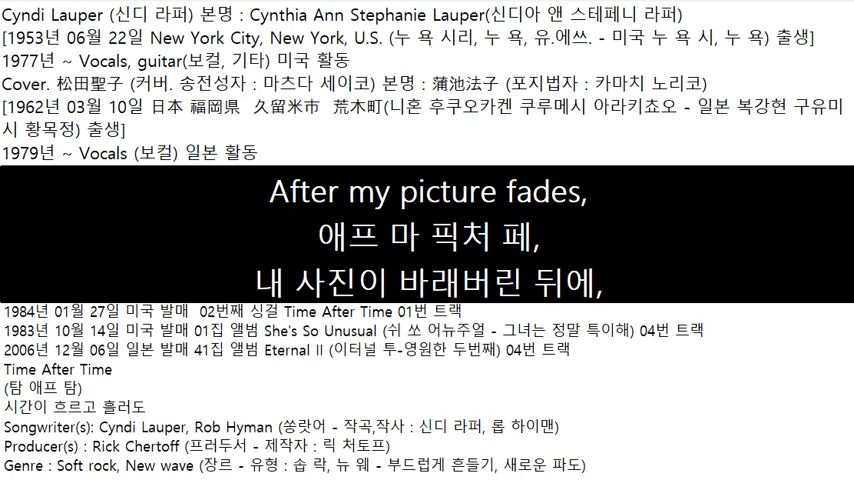 Cyndi Lauper (신디 라퍼) 본명 : Cynthia Ann Stephanie Lauper(신디아 앤 스테페니 라퍼)
[1953년 06월 22일 New York City, New York, U.S. (누 욕 시리, 누 욕, 유.에쓰. - 미국 누 욕 시, 누 욕) 출생]
1977년 ~ Vocals, guitar(보컬, 기타) 미국 활동
Cover. 松田聖子 (커버. 송전성자 : 마츠다 세이코) 본명 : 蒲池法子 (포지법자 : 카마치 노리코)
[1962년 03월 10일 日本 福岡県 久留米市 荒木町(니혼 후쿠오카켄 쿠루메시 아라키쵸오 - 일본 복강현 구유미
시 황목정) 출생]
1979년 ~ Vocals (보컬) 일본 활동
After my picture fades,
애프 마 픽처 페,
내 사진이 바래버린 뒤에,
1984년 01월 27일 미국 발매 02번째 싱걸 Time After Time 01번 트랙
1983년 10월 14일 미국 발매 01집 앨범 She's So Unusual (쉬 쏘 어뉴주얼 - 그녀는 정말 특이해) 04번 트랙
2006년 12월 06일 일본 발매 41집 앨범 Eternal II (이터널 투-영원한 두번째) 04번 트랙
Time After Time
(탐 애프 탐)
시간이 흐르고 흘러도
Songwriter(s): Cyndi Lauper, Rob Hyman (쏭랏어 - 작곡,작사 : 신디 라퍼, 롭 하이맨)
Producer(s) : Rick Chertoff (프러두서 - 제작자 : 릭 처토프)
Genre : Soft rock, New wave (장르 - 유형 : 솝 락, 뉴 웨 - 부드럽게 흔들기, 새로운 파도)